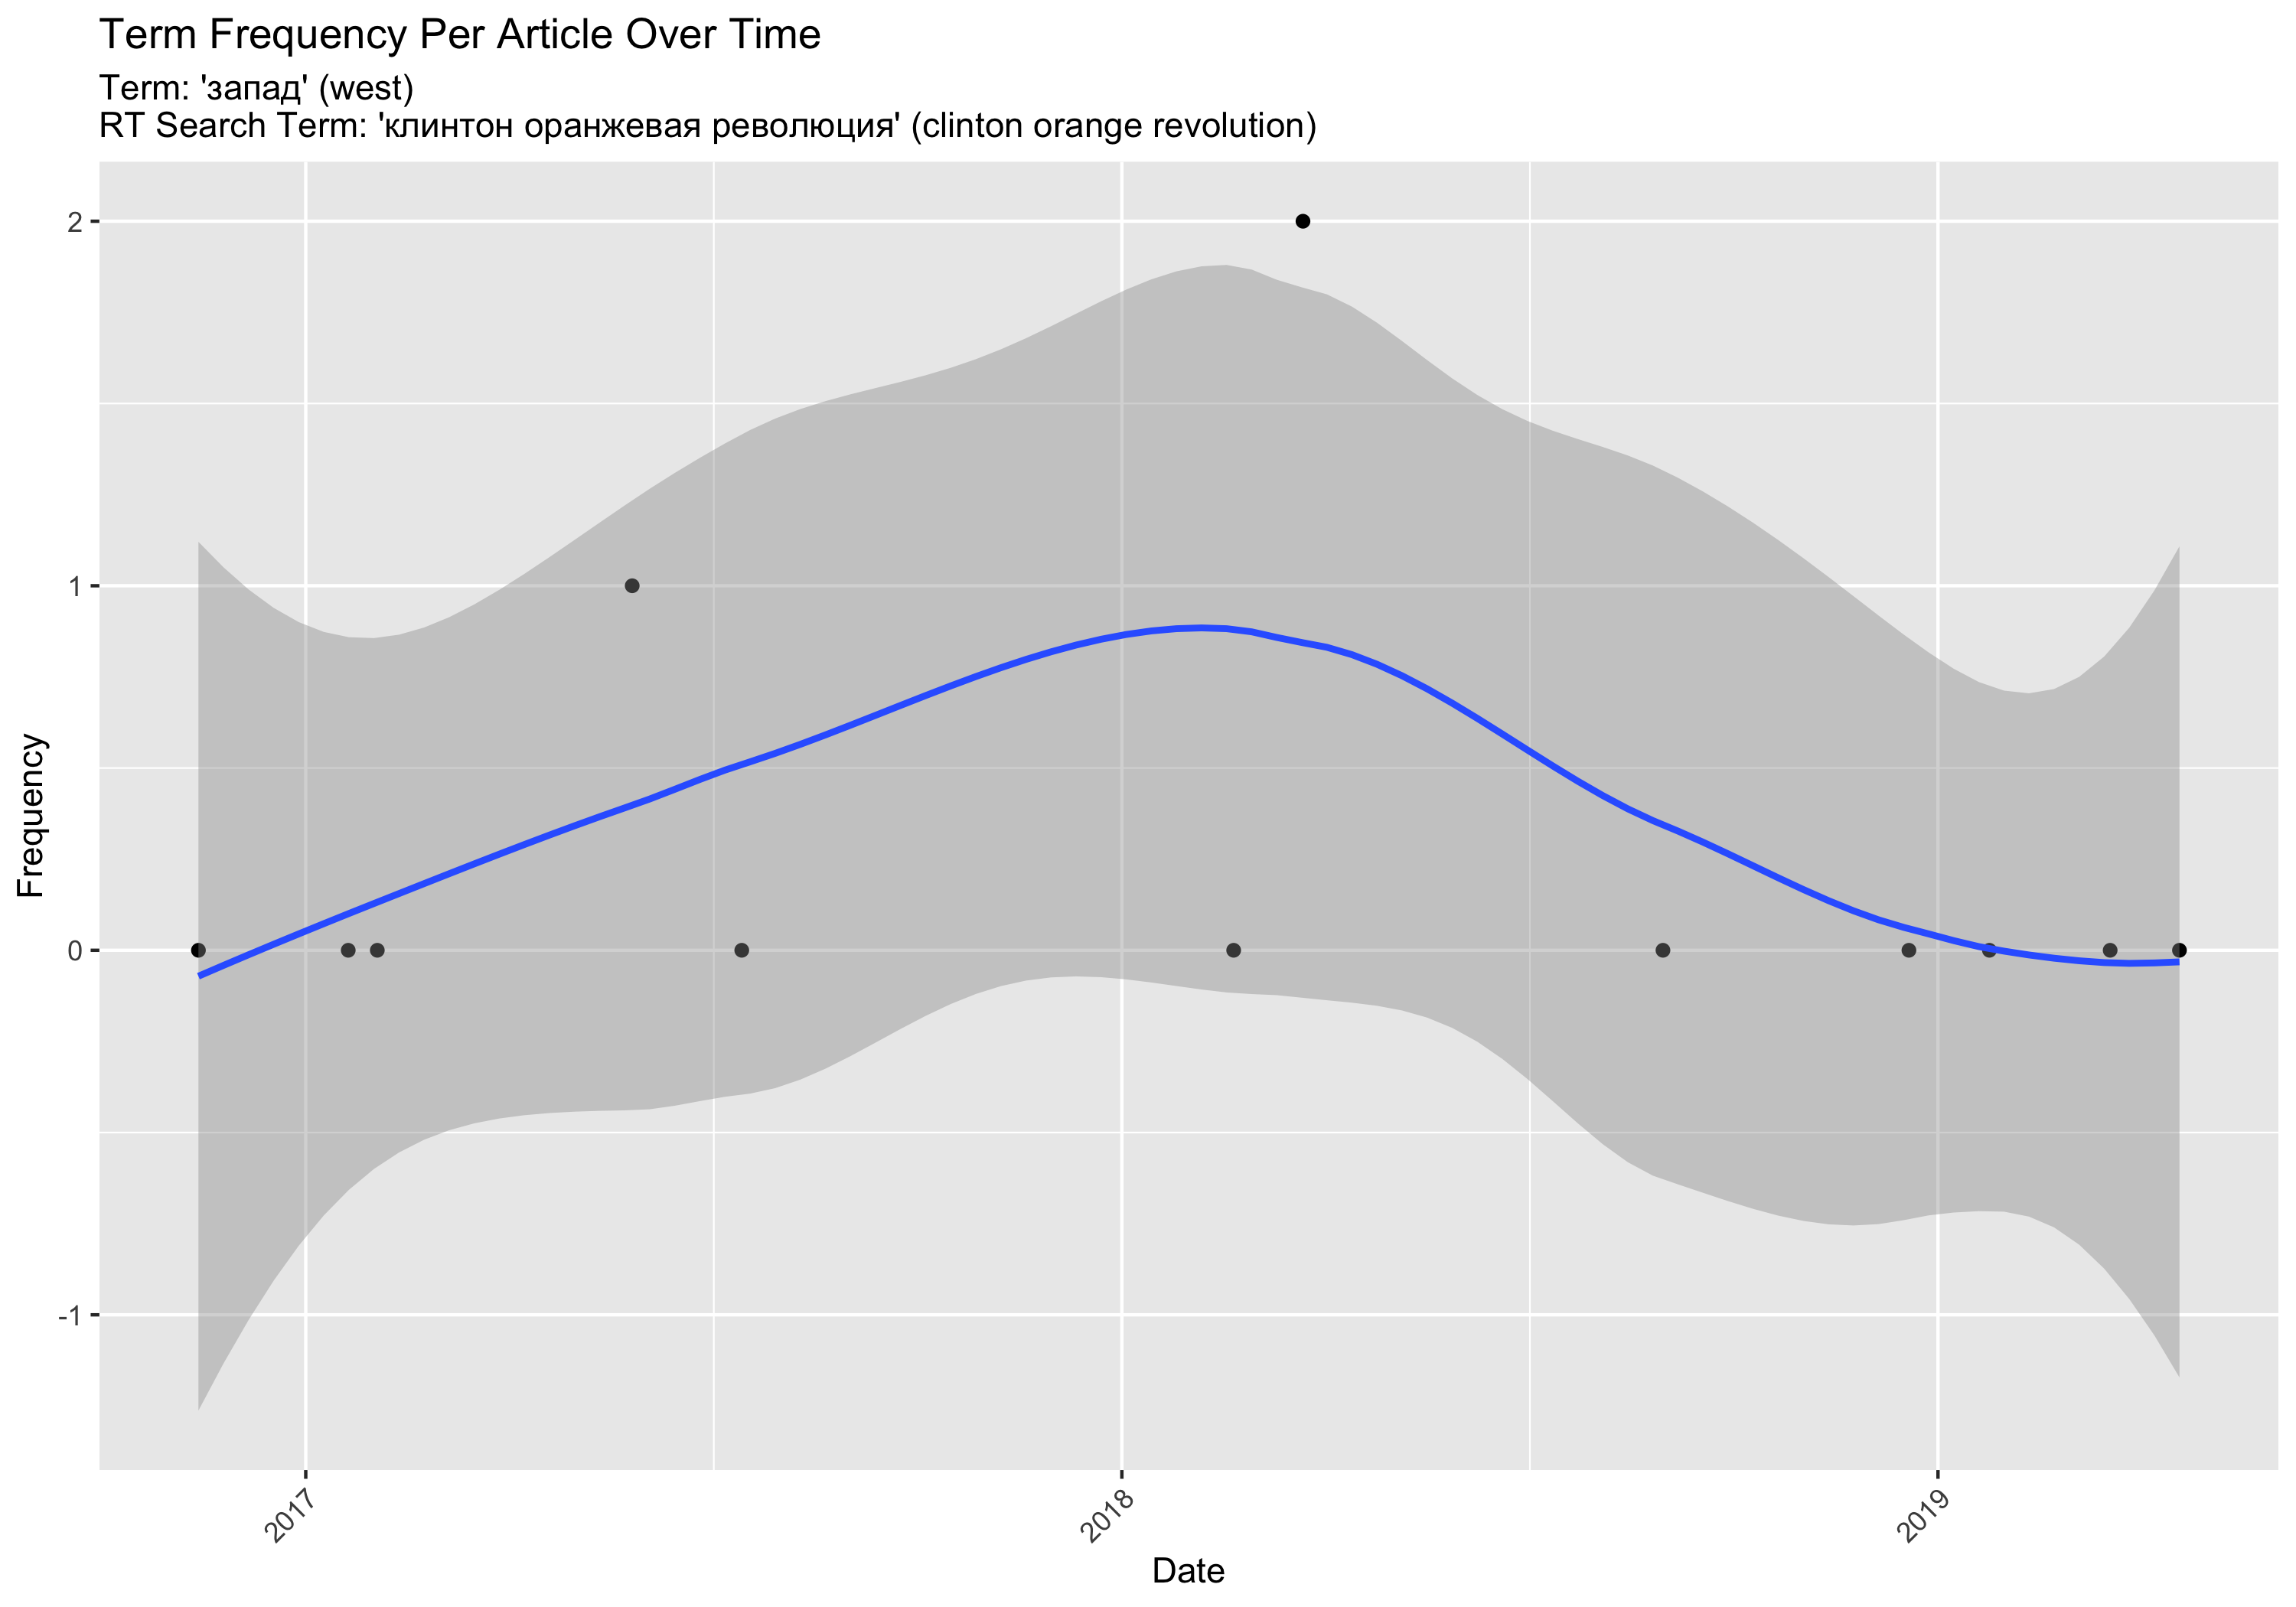 Term Frequency Per Article Over Time
Term: 'запад' (west)
RT Search Term: 'клинтон оранжевая революция' (clinton orange revolution)
2
1
0
-1
Frequency
2017
2018
2019
Date